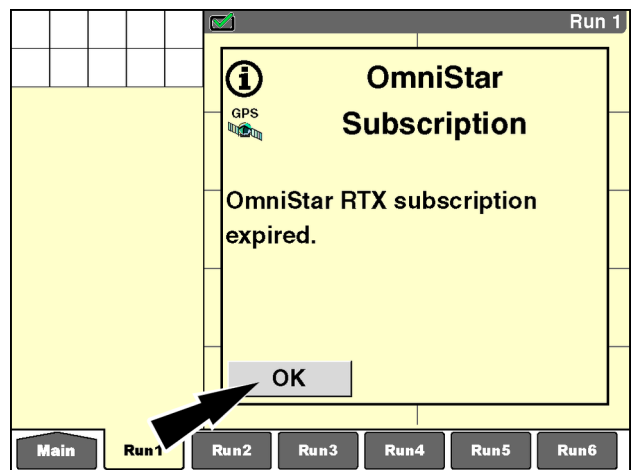 Run 1
OmniStar
GPS
Subscription
OmniStar RTX subscription
expired.
OK
Main
Run1
Run2
Run3
Run4
Run5
Run6